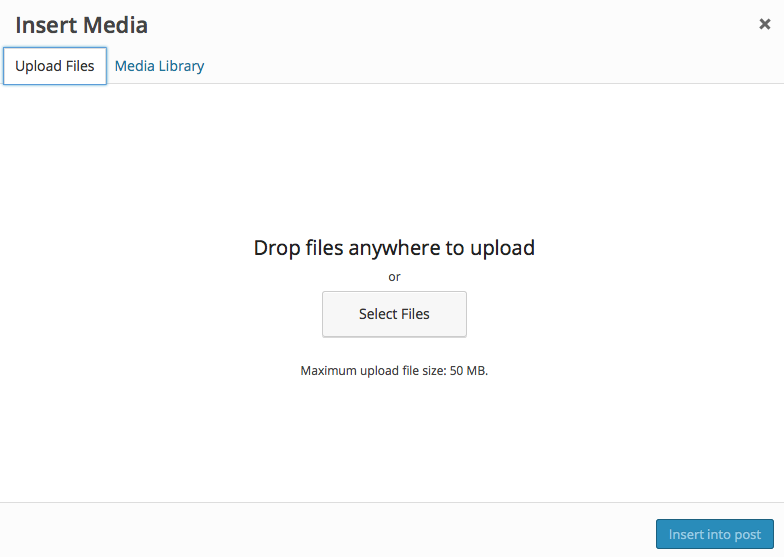 Insert Media
Upload Files Media Library
Drop files anywhere to upload
or
Select Files
Maximum upload file size: 50 MB.
Insert into post